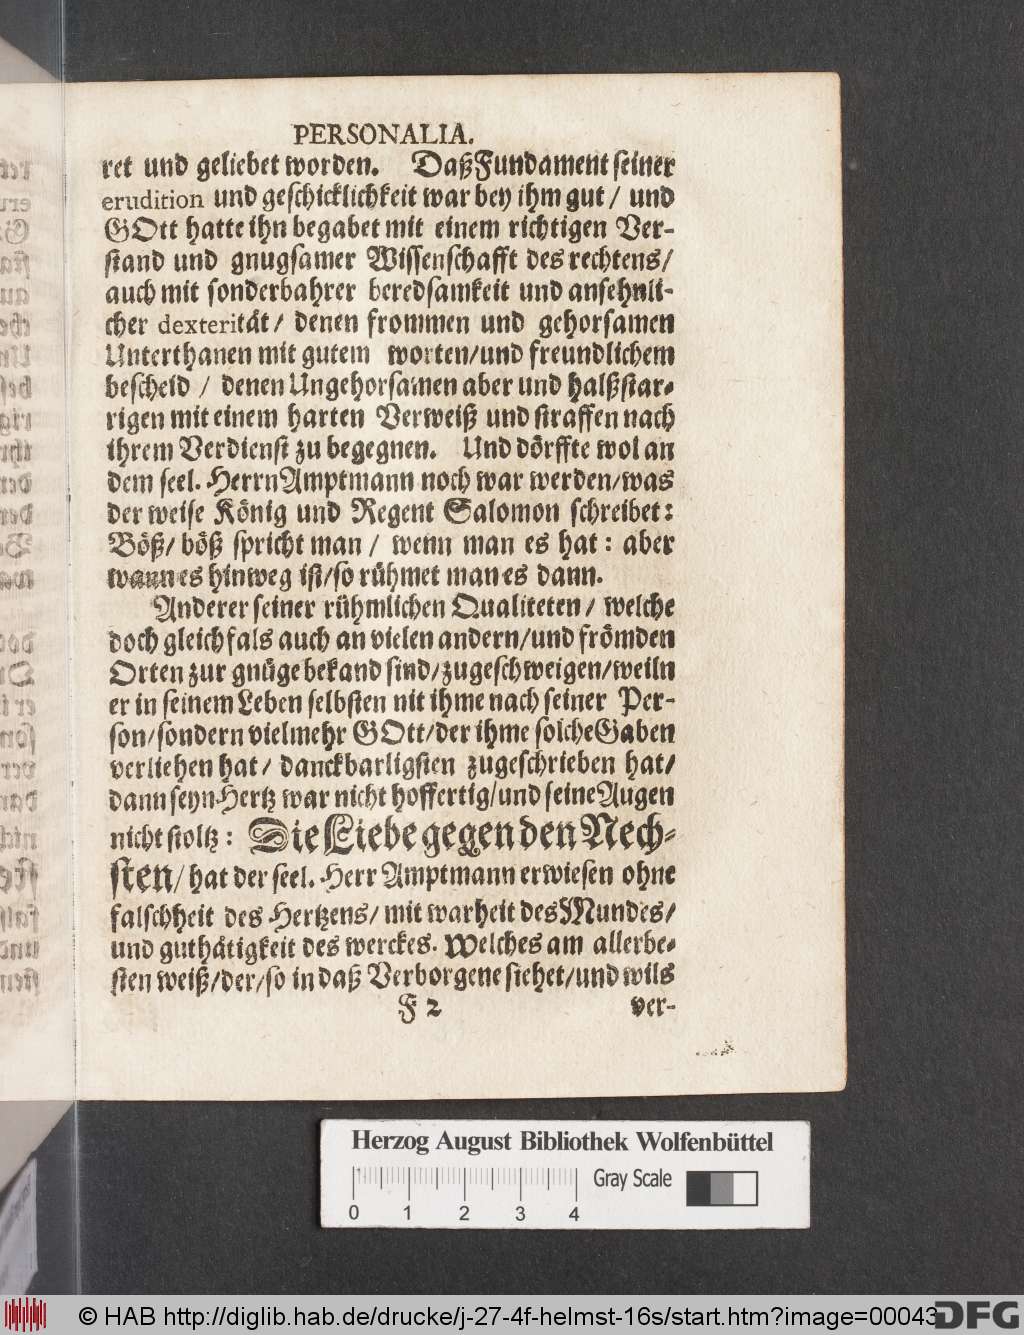 PERSONALIA.
ret und geliebet worden. Daß Fundament seiner
erudition und geschicklichkeit war bey ihm gut / und
GOtt hatte ihn begabet mit einem richtigen Ver-
stand und gnugsamer Wissenschafft des rechtens /
auch mit sonderbahrer beredsamkeit und ansehnli-
cher dexterität / denen frommen und gehorsamen
Unterthanen mit gutem worten / und freundlichem
bescheid / denen Ungehorsamen aber und halßstar-
rigen mit einem harten Verweiß und straffen nach
ihrem Verdienst zu begegnen. Und dörffte wol an
dem seel. Herrn Amptmann noch war werden / was
der weise König und Regent Salomon schreibet:
Böß / böß spricht man / wenn man es hat : aber
wann es hinweg ist / so rühmet man es dann.
Anderer seiner rühmlichen Qualiteten / welche
doch gleichfals auch an vielen andern / und frömden
Orten zur gnüge bekand sind / zugeschweigen / weiln
er in seinem Leben selbsten nit ihme nach seiner Per-
son / sondern vielmehr GOtt / der ihme solche Gaben
verliehen hat / danckbarligsten zugeschrieben hat /
dann seyn Hertz war nicht hoffertig / und seine Augen
nicht stoltz : Die Liebe gegen den Nech-
sten / hat der seel. Herr Amptmann erwiesen ohne
falschheit des Hertzens / mit warheit des Mundes /
und guthätigkeit des werckes. Welches am allerbe-
sten weiß / der / so in daß Verborgene siehet / und wils
F 2 ver-
Herzog August Bibliothek Wolfenbüttel
Gray Scale
0 1 2 3 4
© HAB http://diglib.hab.de/drucke/j-27-4f-helmst-16s/start.htm?image=00043
DFG